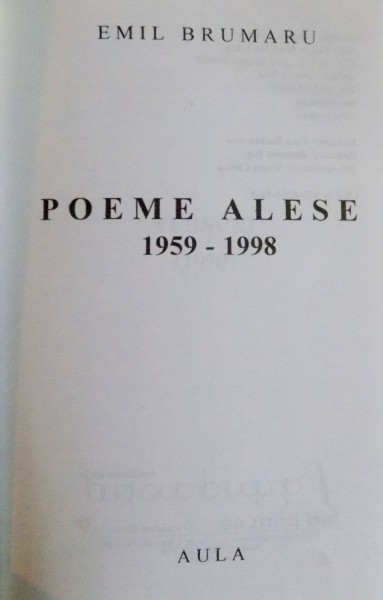 EMIL BRUMARU
POEME ALESE
1959 - 1998
AULA